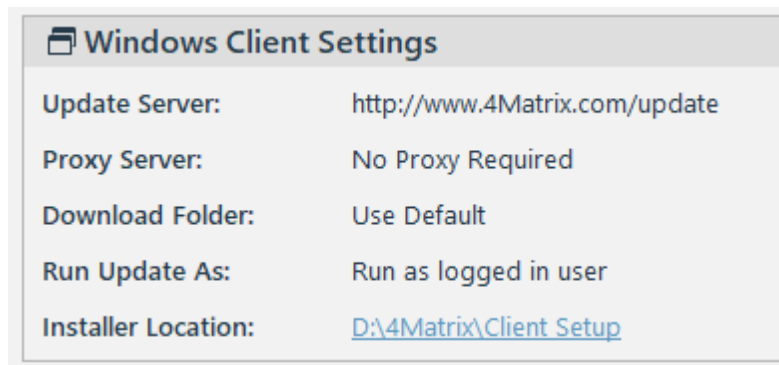 Windows Client Settings
Update Server: http://www.4Matrix.com/update
Proxy Server: No Proxy Required
Download Folder: Use Default
Run Update As: Run as logged in user
Installer Location: D:\4Matrix\Client Setup